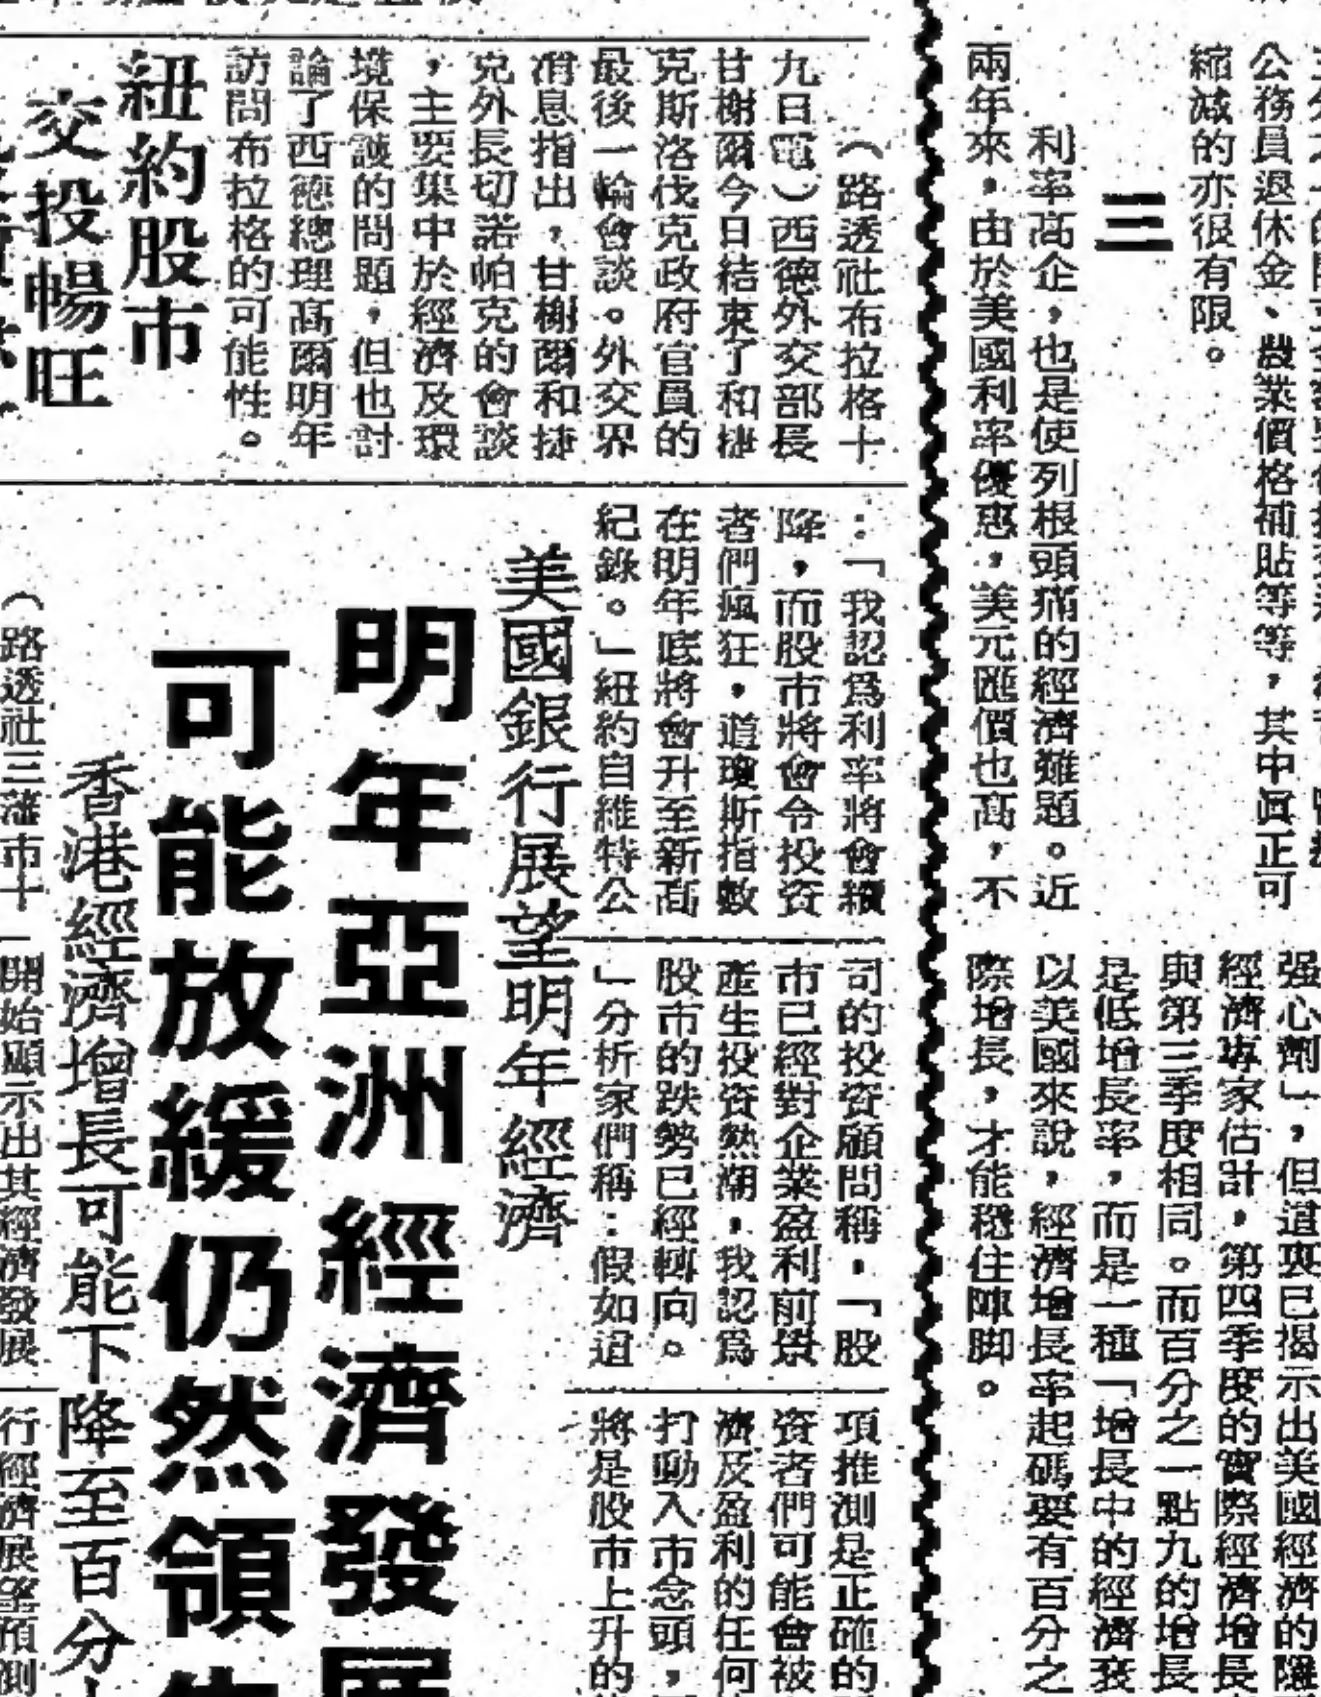 縮減的亦很有限。
公務員退休金、農業價格補貼等等，其中眞正可
三
利率高企，也是使列根頭痛的經濟難題。近
兩年來，由於美國利率優惠，美元匯價也高，不
强心劑」，但這與已揭示出美國經濟的隱
經濟專家估計，第四季度的實際經濟增長
與第三季度相同。而百分之一點九的增長
是低增長率，而是一種「增長中的經濟衰
以美國來說，經濟增長率起碼要有百分之
際增長，才能穩住陣脚。
（路透社布拉格十
九日電）西德外交部長
甘榭爾今日結束了和捷
克斯洛伐克政府官員的
最後一輪會談。外交界
消息指出，甘榭爾和捷
克外長切諾帕克的會談
，主要集中於經濟及環
境保護的問題，但也討
論了西德總理高爾明年
訪問布拉格的可能性。
紐約股市
交投暢旺
：「我認爲利率將會續
降，而股市將會令投資
者們瘋狂，道瓊斯指數
在明年底將會升至新高
紀錄。」紐約自維特公
司的投資顧問稱，「股
市已經對企業盈利前景
產生投資熱潮，我認爲
股市的跌勢已經轉向。
」分析家們稱：假如這
項推測是正確的
資者們可能會被
濟及盈利的任何
打動入市念頭，
將是股市上升的
美國銀行展望明年經濟
明年亞洲經濟發展
可能放緩仍然領
香港經濟增長可能下降至百分
（路透社三藩市十
開始顯示出其經濟發展
行經濟展望預測